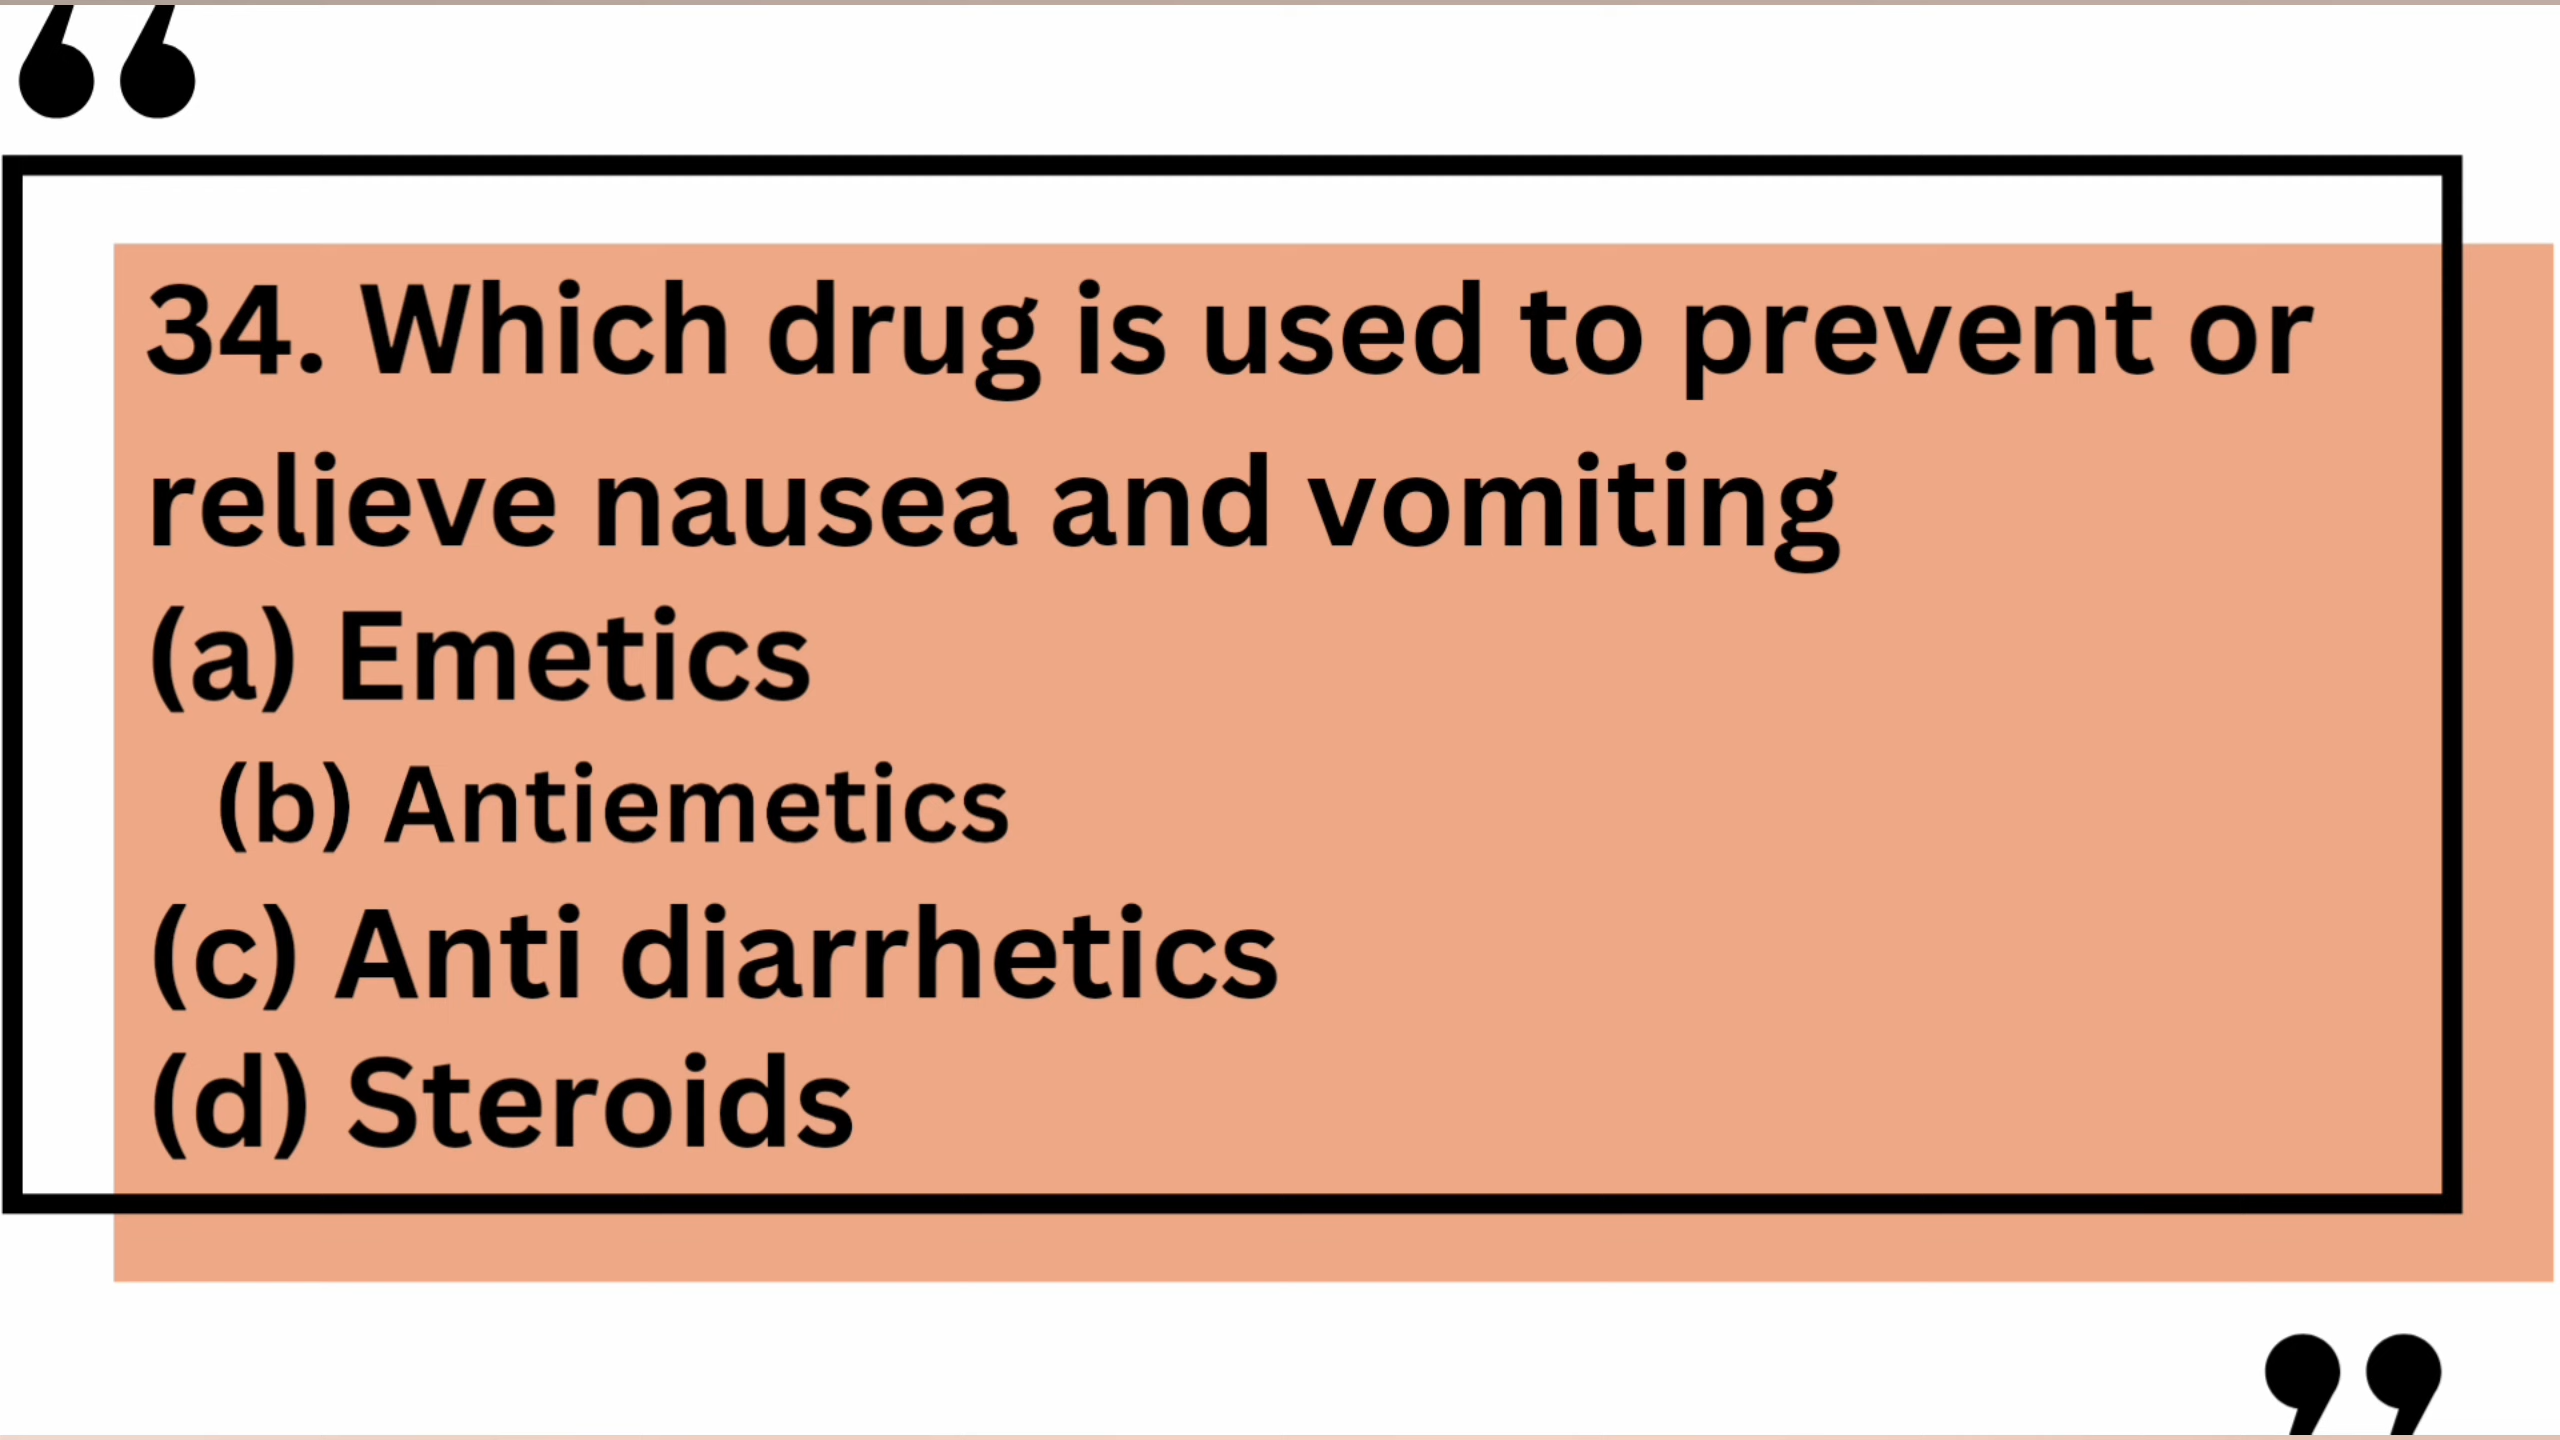 34. Which drug is used to prevent or
relieve nausea and vomiting
(a) Emetics
(b) Antiemetics
(c) Anti diarrhetics
(d) Steroids